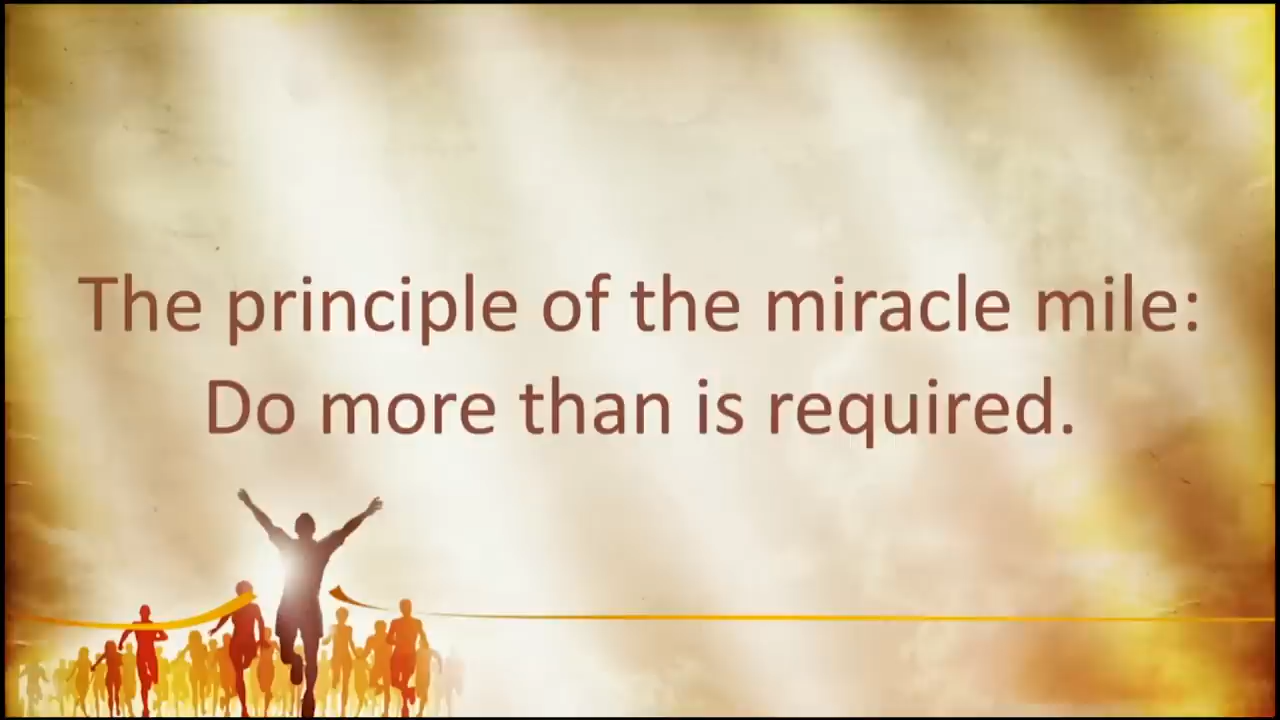 The principle of the miracle mile:
Do more than is required.